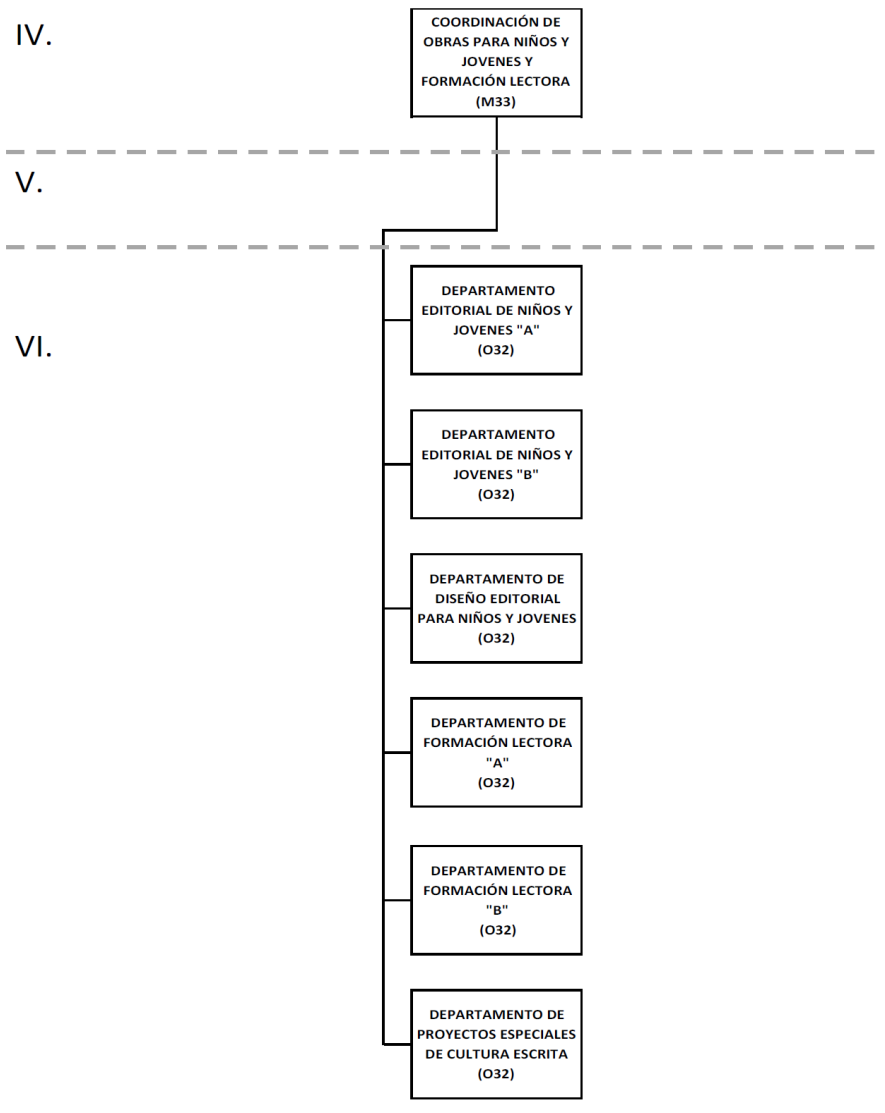 IV.
COORDINACIÓN DE
OBRAS PARA NIÑOS Y
JOVENES Y
FORMACIÓN LECTORA
(M33)
V.
VI.
DEPARTAMENTO
EDITORIAL DE NIÑOS Y
JOVENES "A"
(O32)
DEPARTAMENTO
EDITORIAL DE NIÑOS Y
JOVENES "B"
(O32)
DEPARTAMENTO DE
DISEÑO EDITORIAL
PARA NIÑOS Y JOVENES
(O32)
DEPARTAMENTO DE
FORMACIÓN LECTORA
"A"
(O32)
DEPARTAMENTO DE
FORMACIÓN LECTORA
"B"
(O32)
DEPARTAMENTO DE
PROYECTOS ESPECIALES
DE CULTURA ESCRITA
(O32)